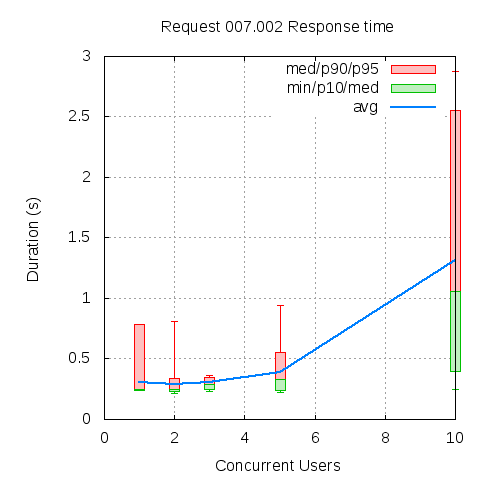 Request 007.002 Response time
med/p90/p95
min/p10/med
avg
3
2.5
2
1.5
1
0.5
0
Duration (s)
0 2 4 6 8 10
Concurrent Users